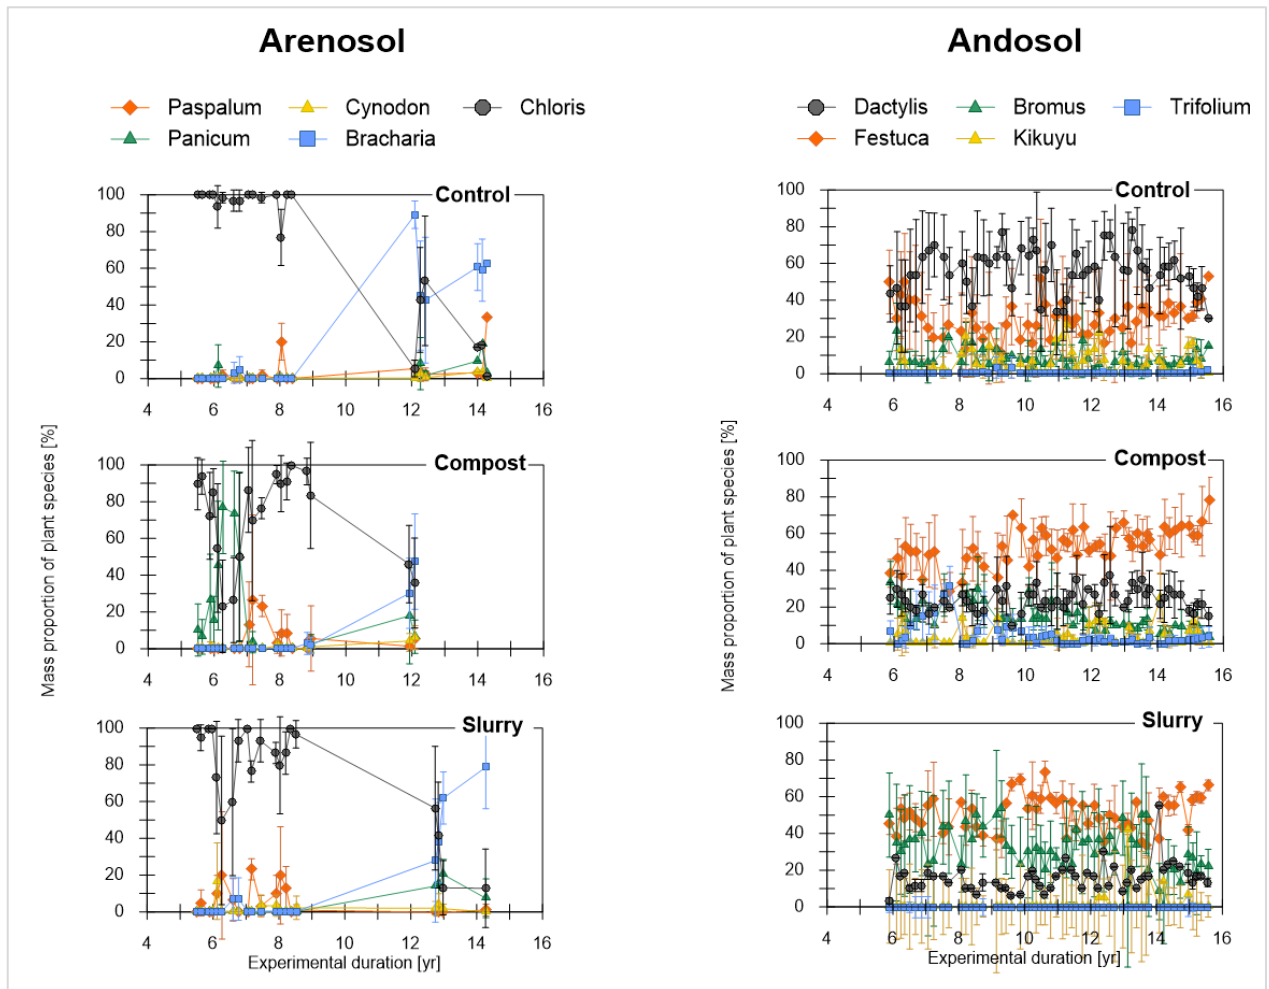 Arenosol
Paspalum Cynodon Chloris
Panicum Bracharia
100 Control
80
60
40
20
0
4 6 8 10 12 14 16
100 Compost
80
60
40
20
0
4 6 8 10 12 14 16
100 Slurry
80
60
40
20
0
4 6 8 10 12 14 16
Mass proportion of plant species [%]
Experimental duration [yr]
Andosol
Dactylis Bromus Trifolium
Festuca Kikuyu
100 Control
80
60
40
20
0
4 6 8 10 12 14 16
100 Compost
80
60
40
20
0
4 6 8 10 12 14 16
100 Slurry
80
60
40
20
0
4 6 8 10 12 14 16
Mass proportion of plant species [%]
Experimental duration [yr]